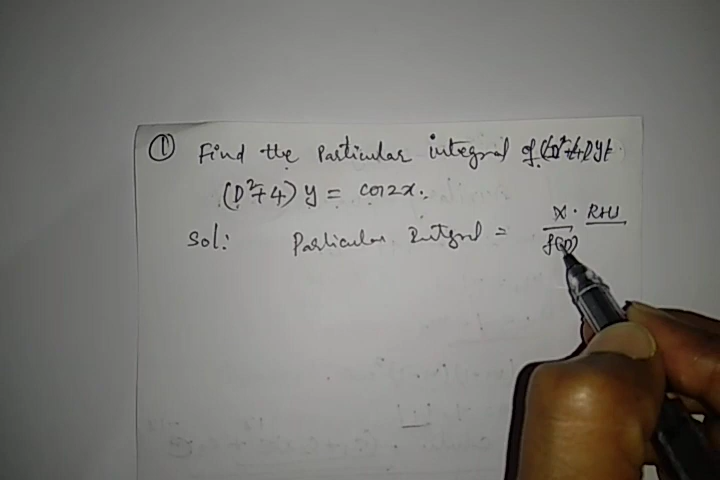 ① Find the Particular integral of
(D²+4) y = cos2x.
Sol: Particular Integral = X . RHS
f(D)